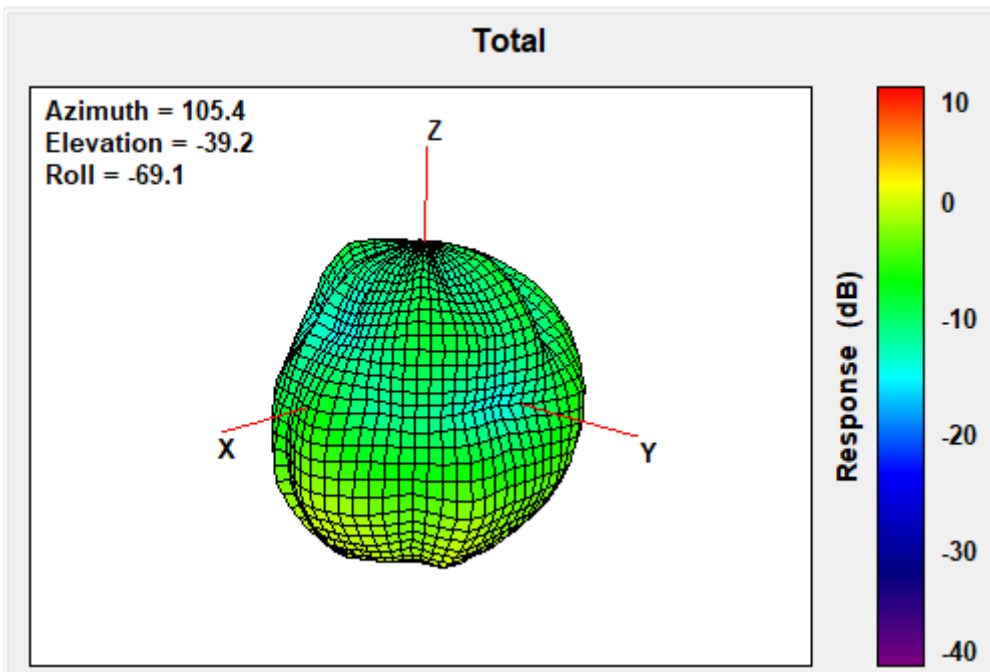 Total
Azimuth = 105.4
Elevation = -39.2
Roll = -69.1
Z
X
Y
10
0
-10
-20
-30
-40
Response (dB)